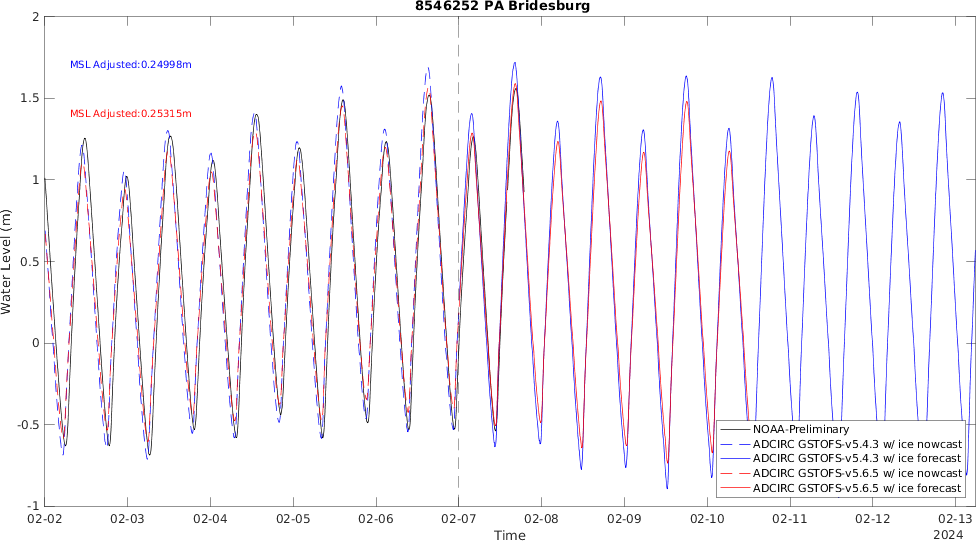 8546252 PA Bridesburg
2
1.5
1
0.5
0
-0.5
-1
Water Level (m)
MSL Adjusted:0.24998m
MSL Adjusted:0.25315m
NOAA-Preliminary
ADCIRC GSTOFS-v5.4.3 w/ ice nowcast
ADCIRC GSTOFS-v5.4.3 w/ ice forecast
ADCIRC GSTOFS-v5.6.5 w/ ice nowcast
ADCIRC GSTOFS-v5.6.5 w/ ice forecast
02-02 02-03 02-04 02-05 02-06 02-07 02-08 02-09 02-10 02-11 02-12 02-13
Time
2024